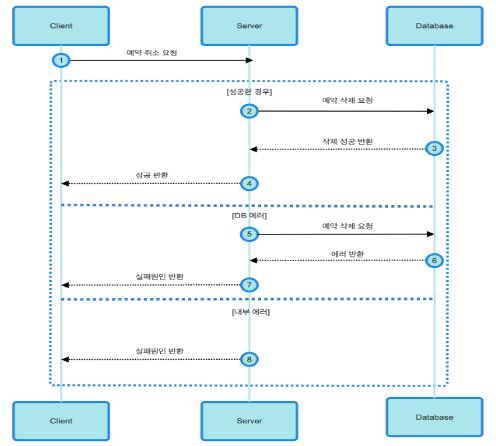 Client
Server
Database
예약 취소 요청
1
[성공한 경우]
예약 삭제 요청
2
삭제 성공 반환
3
성공 반환
4
[DB 에러]
예약 삭제 요청
5
에러 반환
6
실패원인 반환
7
[내부 에러]
실패원인 반환
8
Client
Server
Database